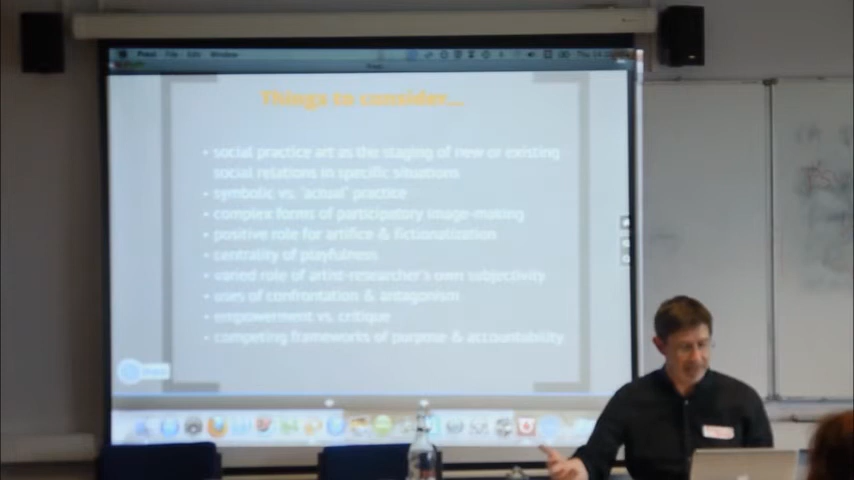 Things to consider...
• social practice art as the staging of new or existing
social relations in specific situations
• symbolic vs. 'actual' practice
• complex forms of participatory image-making
• positive role for artifice & fictionalization
• centrality of playfulness
• varied role of artist-researcher's own subjectivity
• uses of confrontation & antagonism
• empowerment vs. critique
• competing frameworks of purpose & accountability